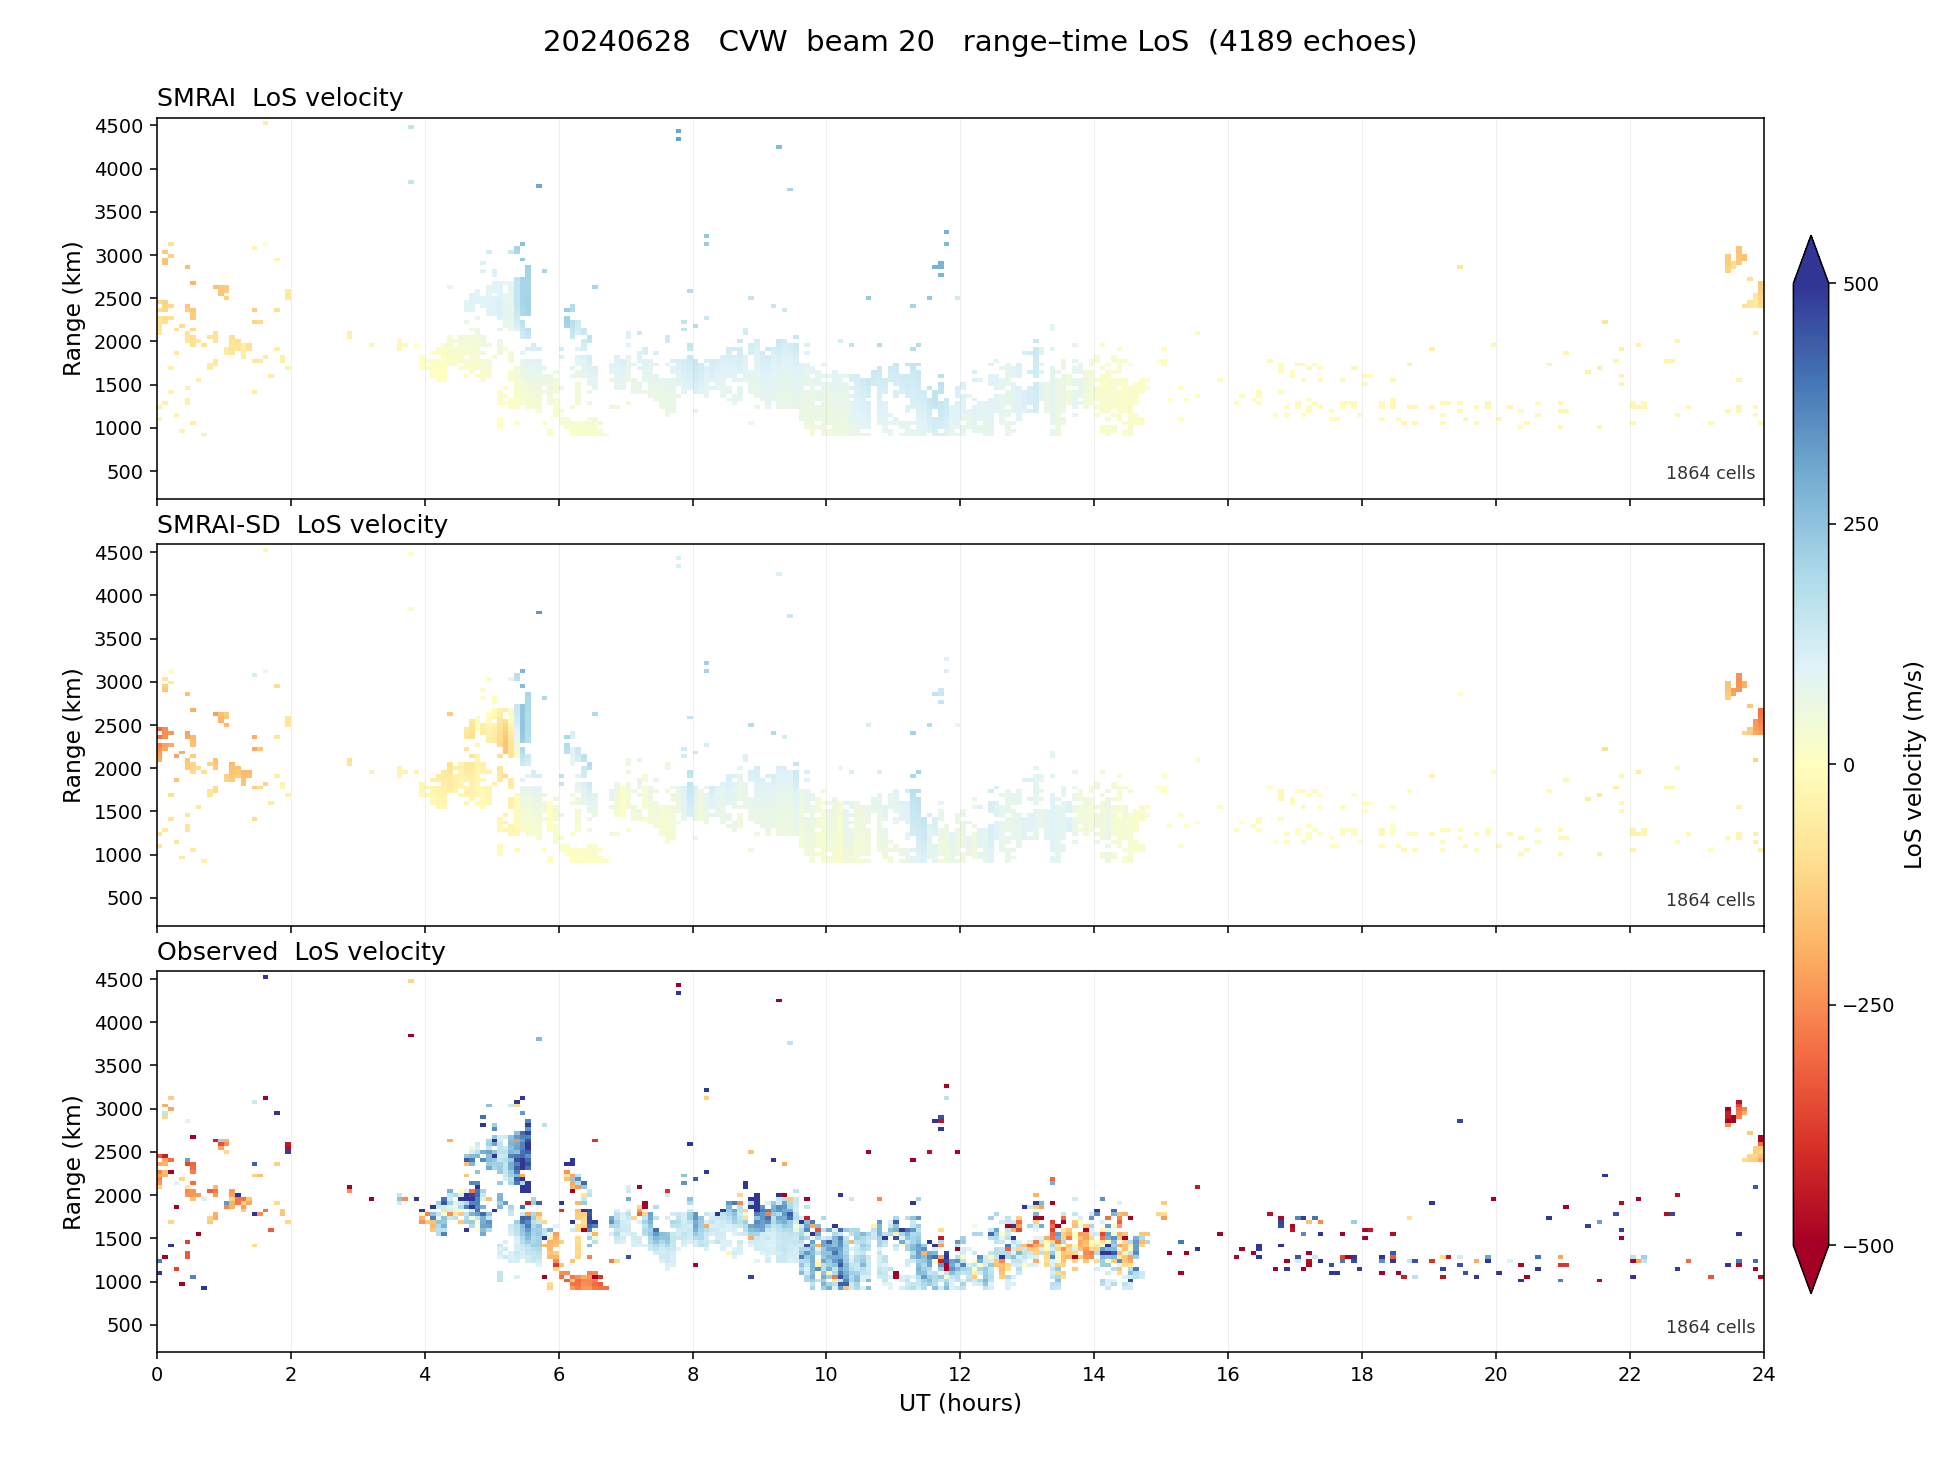 20240628   CVW  beam 20   range–time LoS  (4189 echoes)
SMRAI  LoS velocity
4500
4000
3500
3000
2500
2000
1500
1000
500
Range (km)
1864 cells
SMRAI-SD  LoS velocity
4500
4000
3500
3000
2500
2000
1500
1000
500
Range (km)
1864 cells
Observed  LoS velocity
4500
4000
3500
3000
2500
2000
1500
1000
500
Range (km)
1864 cells
0 2 4 6 8 10 12 14 16 18 20 22 24
UT (hours)
500
250
0
−250
−500
LoS velocity (m/s)